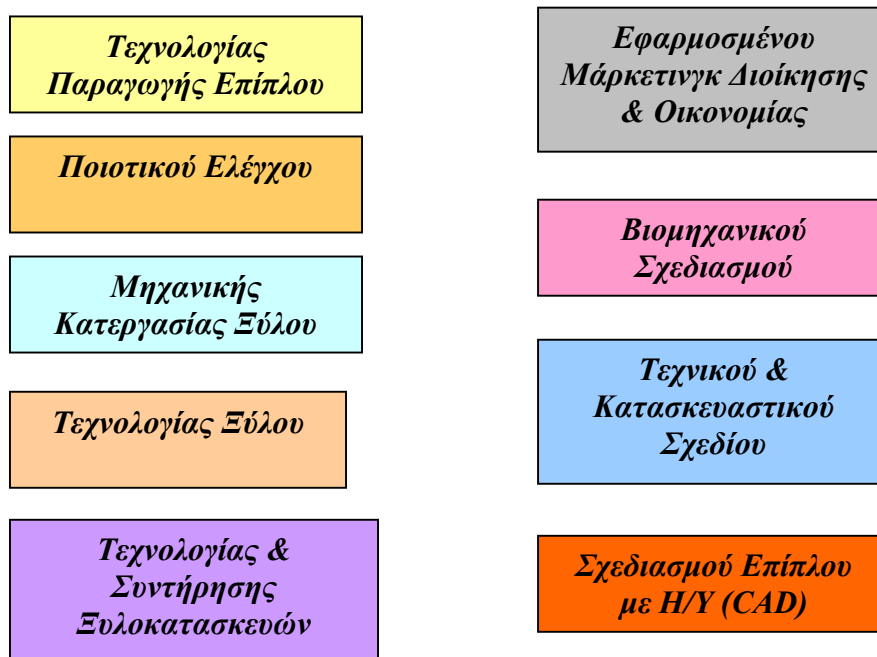 Τεχνολογίας
Παραγωγής Επίπλου
Ποιοτικού Ελέγχου
Μηχανικής
Κατεργασίας Ξύλου
Τεχνολογίας Ξύλου
Τεχνολογίας &
Συντήρησης
Ξυλοκατασκευών
Εφαρμοσμένου
Μάρκετινγκ Διοίκησης
& Οικονομίας
Βιομηχανικού
Σχεδιασμού
Τεχνικού &
Κατασκευαστικού
Σχεδίου
Σχεδιασμού Επίπλου
με Η/Υ (CAD)